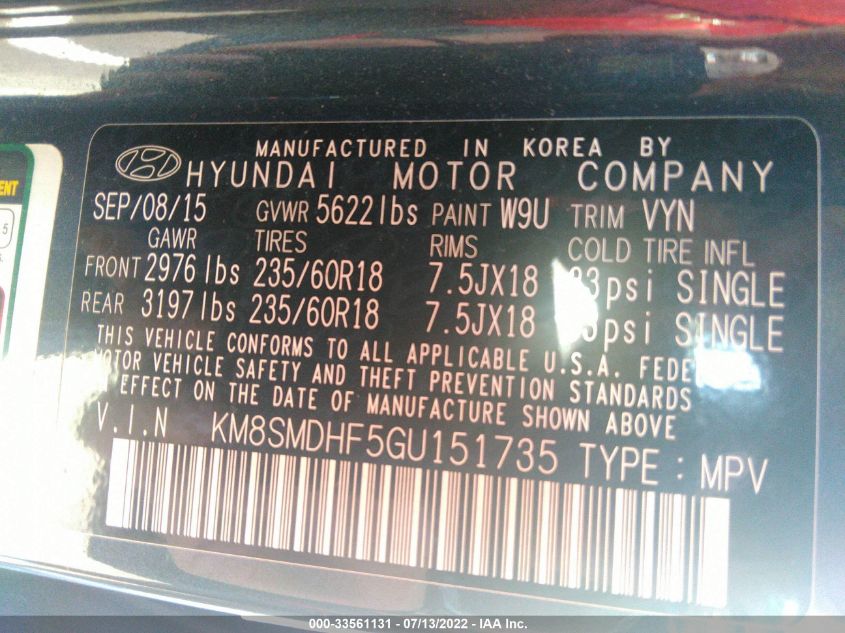 MANUFACTURED IN KOREA BY
HYUNDAI MOTOR COMPANY
SEP/08/15 GVWR 5622lbs PAINT W9U TRIM VYN
GAWR TIRES RIMS COLD TIRE INFL
FRONT 2976 lbs 235/60R18 7.5JX18 psi SINGLE
REAR 3197 lbs 235/60R18 7.5JX18 psi SINGLE
THIS VEHICLE CONFORMS TO ALL APPLICABLE U.S.A. FEDE
MOTOR VEHICLE SAFETY AND THEFT PREVENTION STANDARDS
EFFECT ON THE DATE OF MANUFACTURE SHOWN ABOVE
V.I.N KM8SMDHF5GU151735 TYPE : MPV
000-33561131 - 07/13/2022 - IAA Inc.